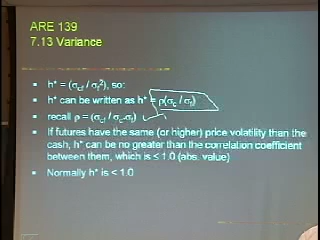 ARE 139
7.13 Variance
▪ h* = (σcf / σf²), so:
▪ h* can be written as h* = ρ(σc / σf)
▪ recall ρ = (σcf / σc·σf)
▪ If futures have the same (or higher) price volatility than the
cash, h* can be no greater than the correlation coefficient
between them, which is ≤ 1.0 (abs. value)
▪ Normally h* is < 1.0